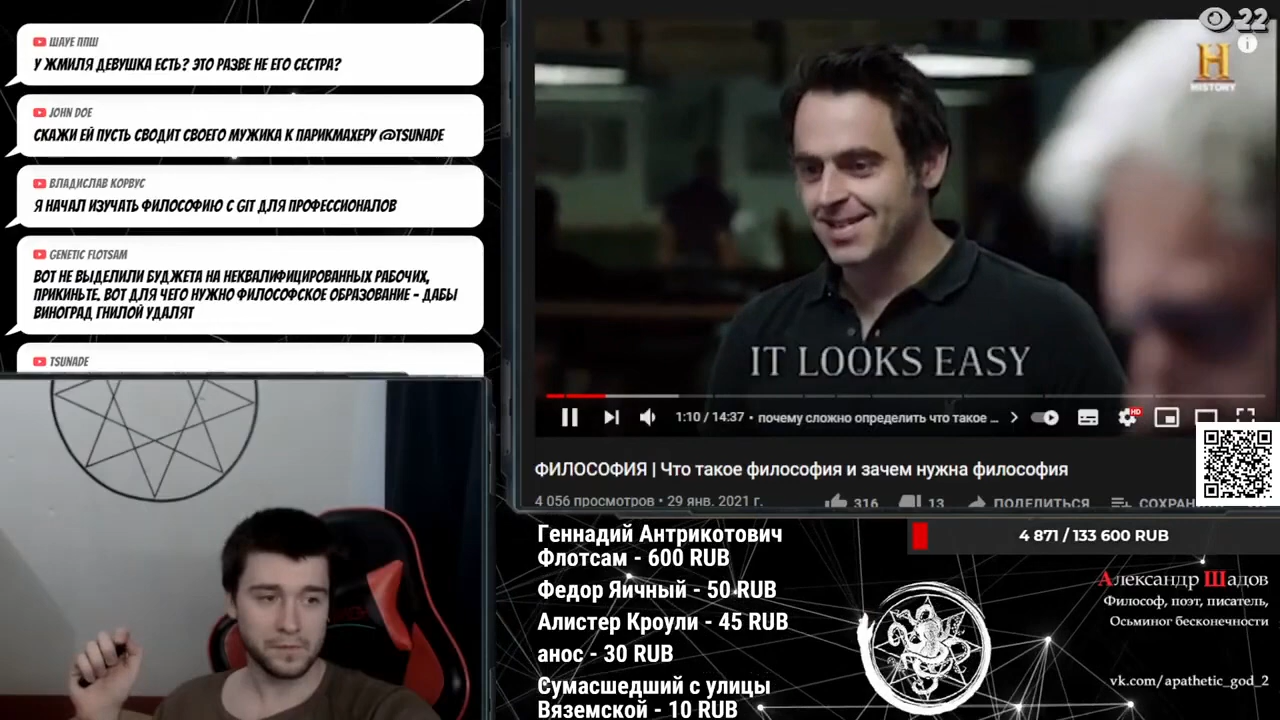 ШАУЕ ППШ
У ЖМИЛЯ ДЕВУШКА ЕСТЬ? ЭТО РАЗВЕ НЕ ЕГО СЕСТРА?
JOHN DOE
СКАЖИ ЕЙ ПУСТЬ СВОДИТ СВОЕГО МУЖИКА К ПАРИКМАХЕРУ @TSUNADE
ВЛАДИСЛАВ КОРВУС
Я НАЧАЛ ИЗУЧАТЬ ФИЛОСОФИЮ С GIT ДЛЯ ПРОФЕССИОНАЛОВ
GENETIC FLOTSAM
ВОТ НЕ ВЫДЕЛИЛИ БУДЖЕТА НА НЕКВАЛИФИЦИРОВАННЫХ РАБОЧИХ,
ПРИКИНЬТЕ. ВОТ ДЛЯ ЧЕГО НУЖНО ФИЛОСОФСКОЕ ОБРАЗОВАНИЕ - ДАБЫ
ВИНОГРАД ГНИЛОЙ УДАЛЯТ
TSUNADE
22
H
HISTORY
IT LOOKS EASY
1:10 / 14:37 • почему сложно определить что такое ...
HD
ФИЛОСОФИЯ | Что такое философия и зачем нужна философия
4 056 просмотров • 29 янв. 2021 г.
316
13
ПОДЕЛИТЬСЯ
СОХРАН
Геннадий Антрикотович
Флотсам - 600 RUB
Федор Яичный - 50 RUB
Алистер Кроули - 45 RUB
анос - 30 RUB
Сумасшедший с улицы
Вяземской - 10 RUB
4 871 / 133 600 RUB
Александр Шадов
Философ, поэт, писатель,
Осьминог бесконечности
vk.com/apathetic_god_2